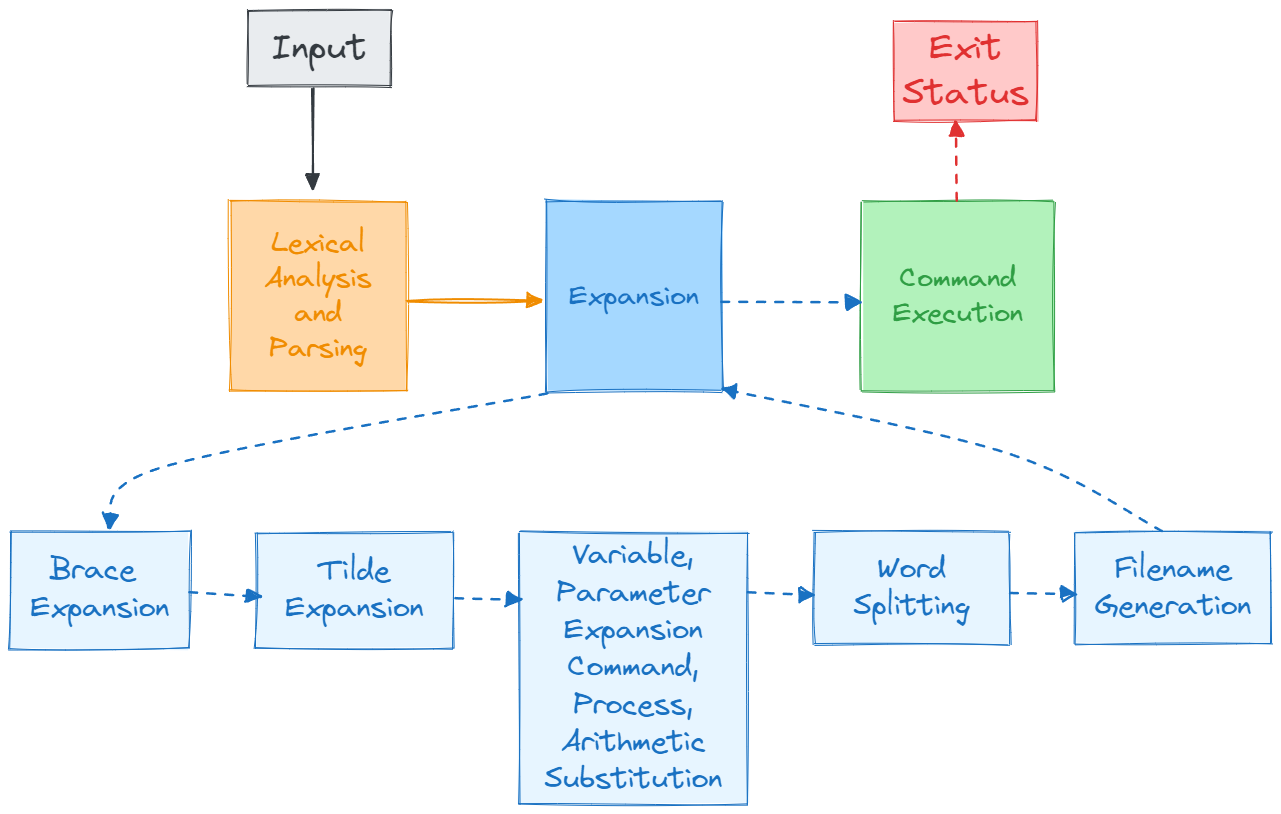 Input
Exit
Status
Lexical
Analysis
and
Parsing
Expansion
Command
Execution
Brace
Expansion
Tilde
Expansion
Variable,
Parameter
Expansion
Command,
Process,
Arithmetic
Substitution
Word
Splitting
Filename
Generation